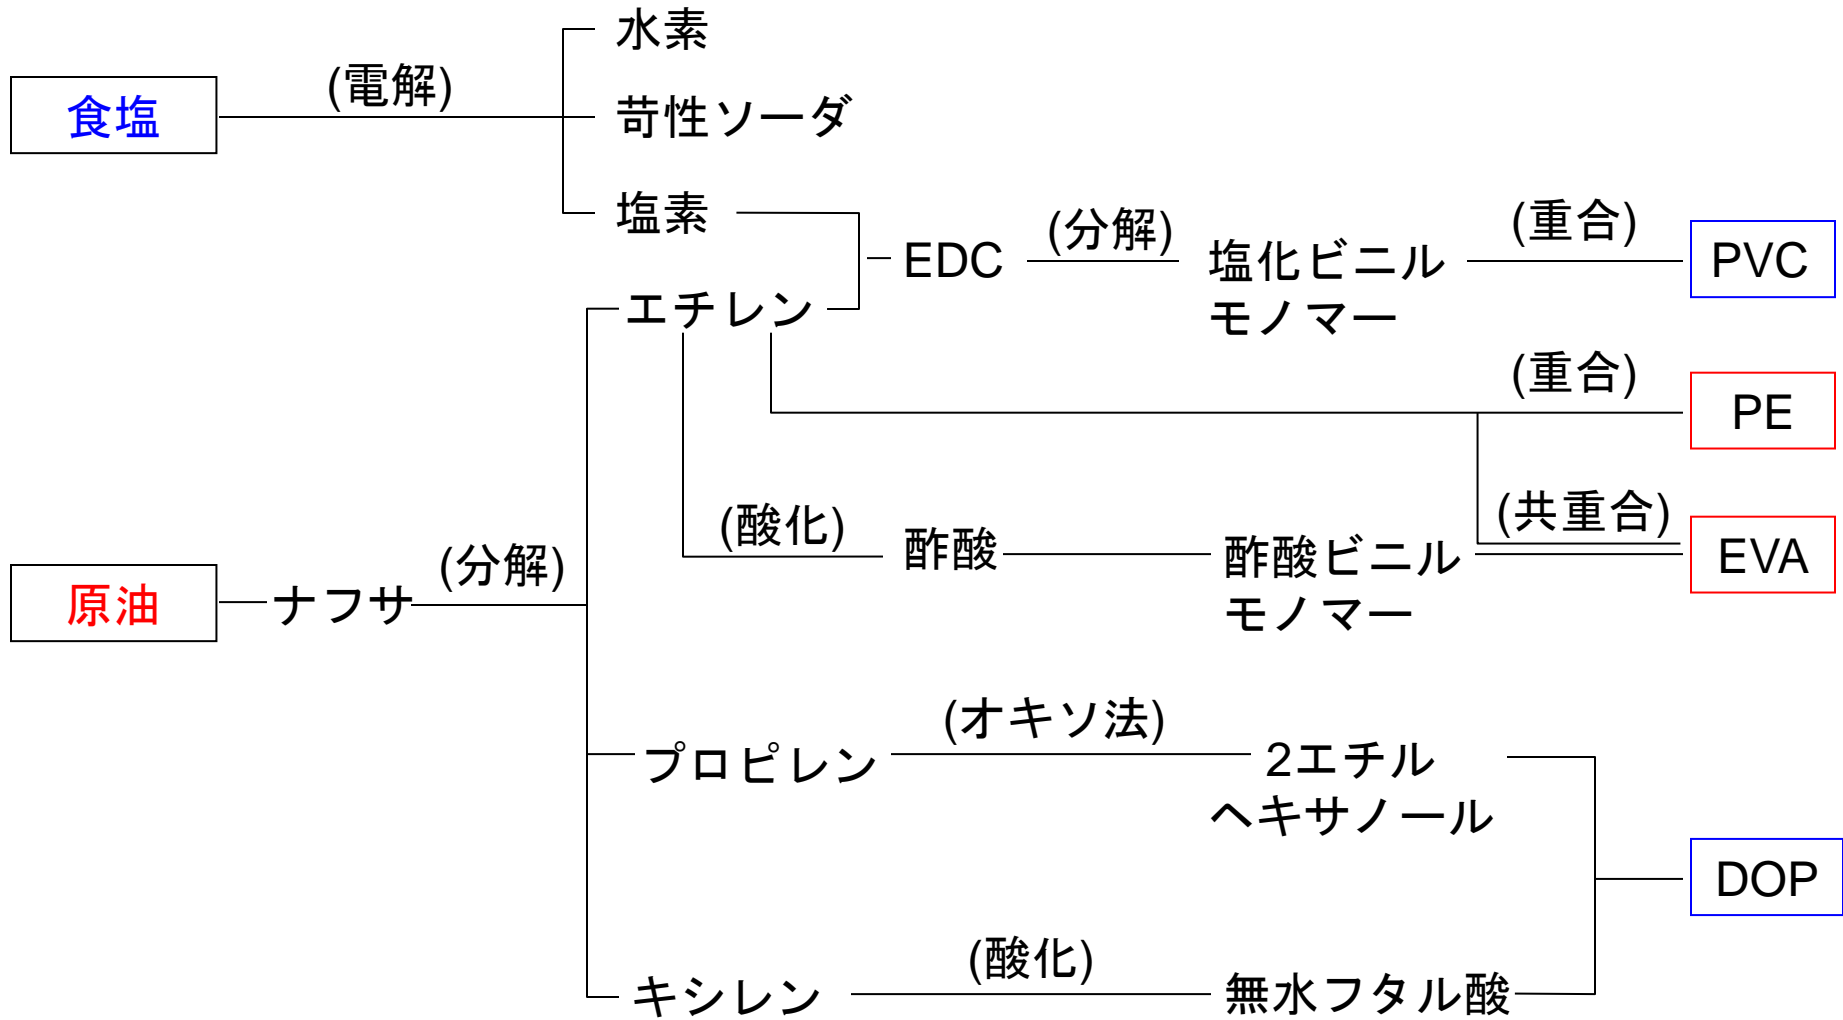 水素
(電解)
食塩
苛性ソーダ
塩素
(分解)
(重合)
EDC
塩化ビニル
モノマー
PVC
エチレン
(重合)
PE
(酸化)
酢酸
酢酸ビニル
モノマー
(共重合)
EVA
原油
ナフサ
(分解)
(オキソ法)
プロピレン
2エチル
ヘキサノール
DOP
(酸化)
キシレン
無水フタル酸